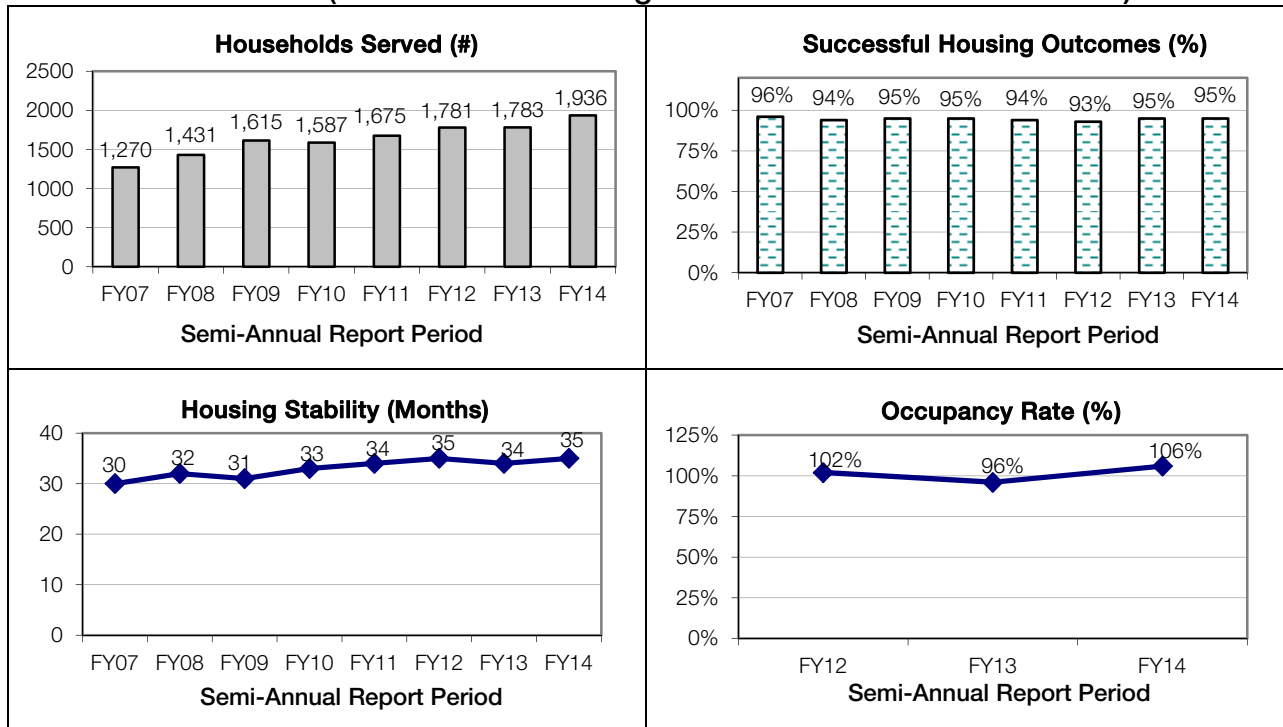 Households Served (#)
2500
2000
1500
1000
500
0
1,270
1,431
1,615
1,587
1,675
1,781
1,783
1,936
FY07 FY08 FY09 FY10 FY11 FY12 FY13 FY14
Semi-Annual Report Period
Successful Housing Outcomes (%)
100%
75%
50%
25%
0%
96% 94% 95% 95% 94% 93% 95% 95%
FY07 FY08 FY09 FY10 FY11 FY12 FY13 FY14
Semi-Annual Report Period
Housing Stability (Months)
40
30
20
10
0
30 32 31 33 34 35 34 35
FY07 FY08 FY09 FY10 FY11 FY12 FY13 FY14
Semi-Annual Report Period
Occupancy Rate (%)
125%
100%
75%
50%
25%
0%
102% 96% 106%
FY12 FY13 FY14
Semi-Annual Report Period